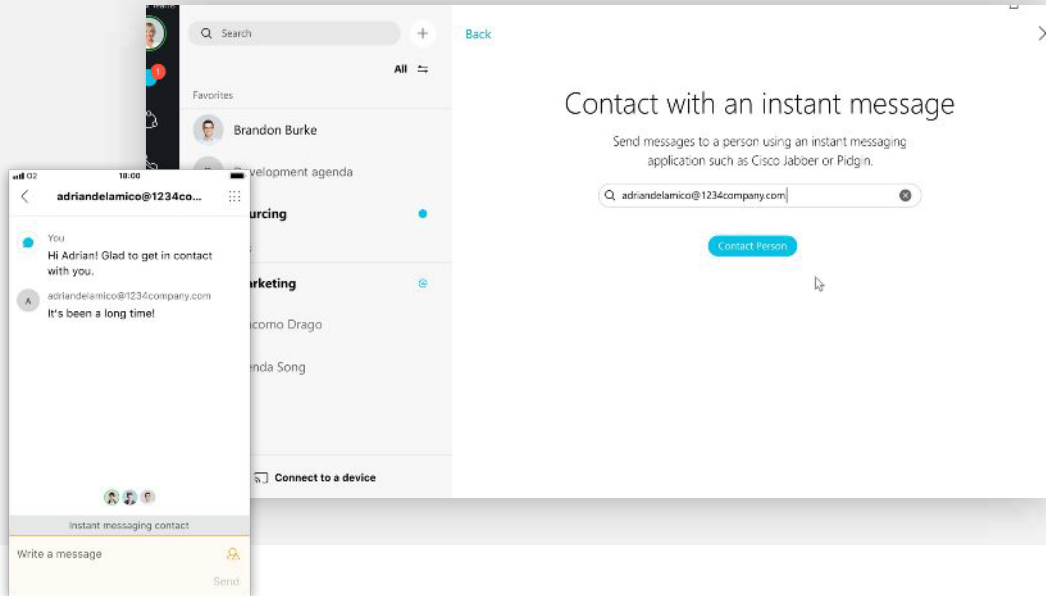 Search
All
Favorites
Brandon Burke
velopment agenda
urcing
rketing
como Drago
nda Song
Connect to a device
Back
Contact with an instant message
Send messages to a person using an instant messaging
application such as Cisco Jabber or Pidgin.
adriandelamico@1234company.com
Contact Person
1
O2 18:00
adriandelamico@1234co...
You
Hi Adrian! Glad to get in contact
with you.
A
adriandelamico@1234company.com
It's been a long time!
Instant messaging contact
Write a message
Send